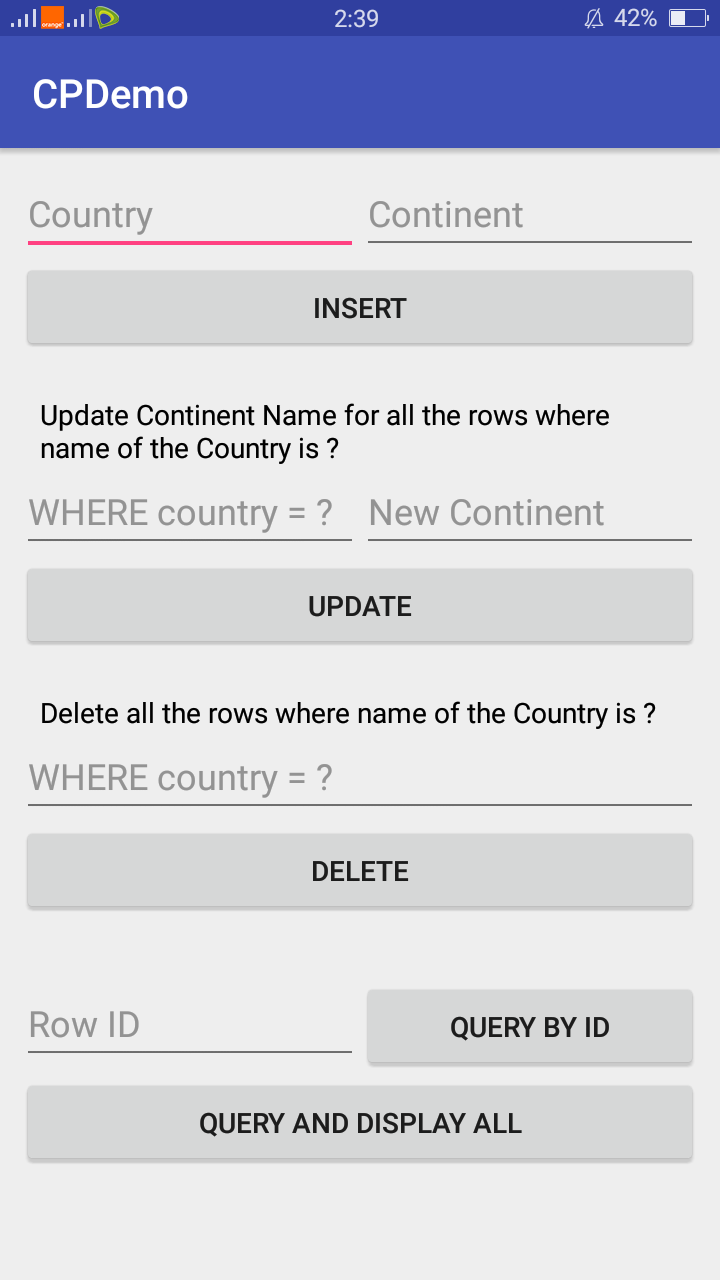 orange 2:39 42%
CPDemo
Country Continent
INSERT
Update Continent Name for all the rows where
name of the Country is ?
WHERE country = ? New Continent
UPDATE
Delete all the rows where name of the Country is ?
WHERE country = ?
DELETE
Row ID QUERY BY ID
QUERY AND DISPLAY ALL